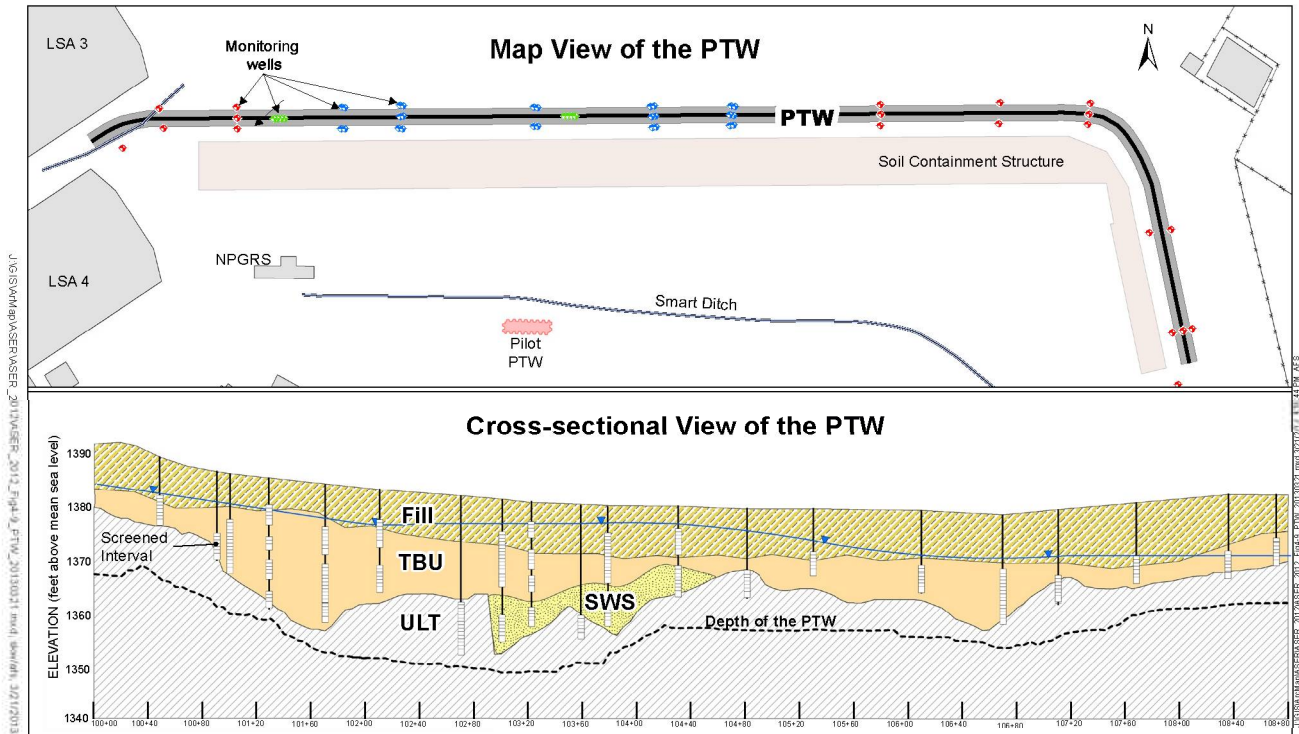 Map View of the PTW
N
LSA 3
Monitoring
wells
PTW
Soil Containment Structure
LSA 4
NPGRS
Smart Ditch
Pilot
PTW
Cross-sectional View of the PTW
ELEVATION (feet above mean sea level)
1390
1380
1370
1360
1350
1340
Fill
TBU
SWS
ULT
Screened
Interval
Depth of the PTW
100+00 100+40 100+80 101+20 101+60 102+00 102+40 102+80 103+20 103+60 104+00 104+40 104+80 105+20 105+60 106+00 106+40 106+80 107+20 107+60 108+00 108+40 108+80